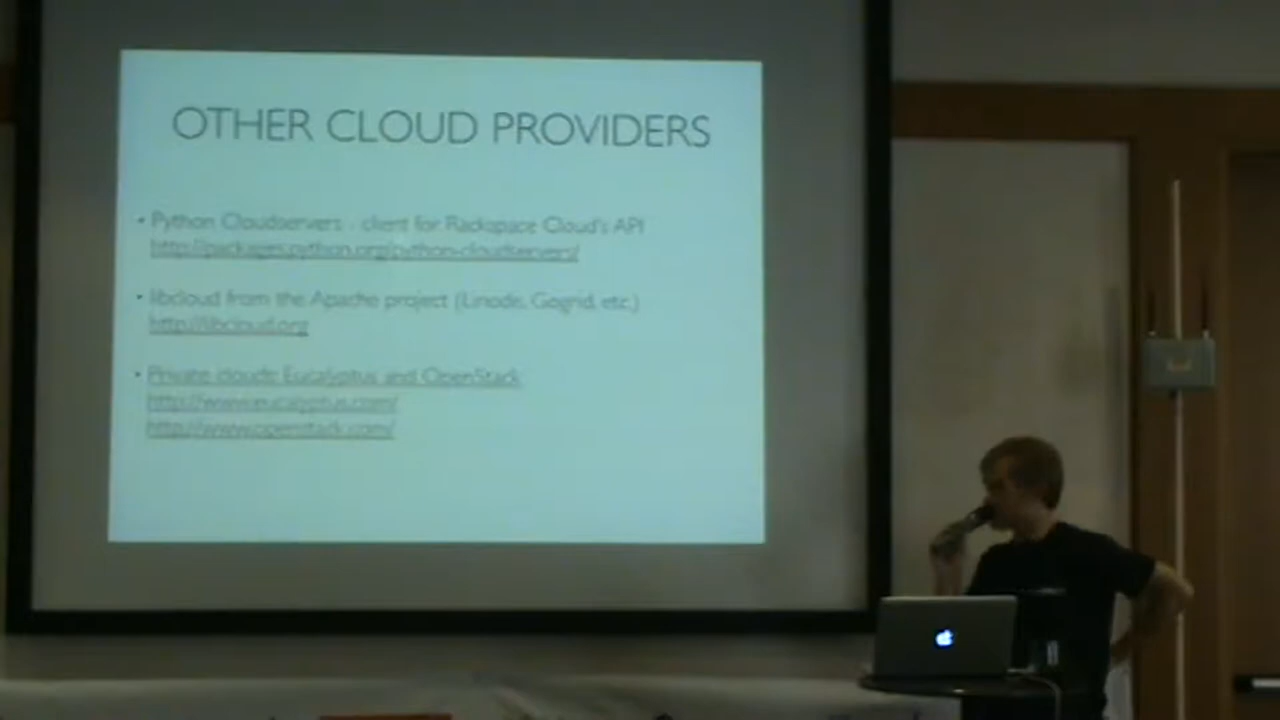 OTHER CLOUD PROVIDERS
• Python Cloudservers - client for Rackspace Cloud's API
http://packages.python.org/python-cloudservers/
• libcloud from the Apache project (Linode, Gogrid, etc.)
http://libcloud.org
• Private clouds: Eucalyptus and OpenStack
http://www.eucalyptus.com/
http://www.openstack.com/